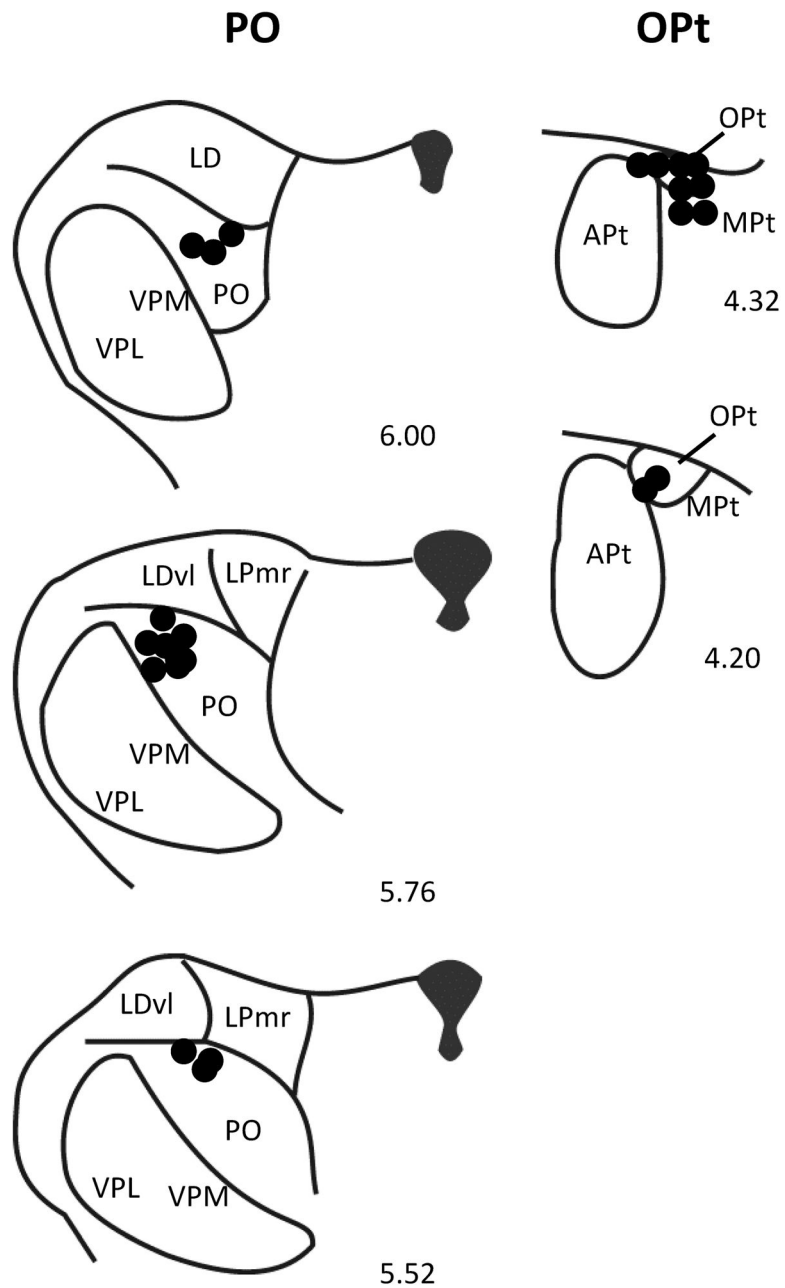 PO
LD
VPM
PO
VPL
6.00
LDvl
LPmr
PO
VPM
VPL
5.76
LDvl
LPmr
PO
VPL
VPM
5.52
OPt
OPt
APt
MPt
4.32
OPt
MPt
APt
4.20